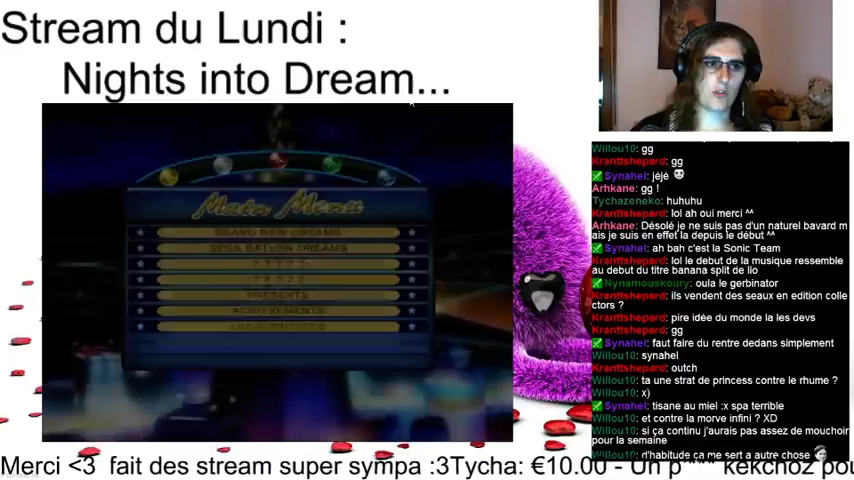 Stream du Lundi :
Nights into Dream...
Main Menu
BRAND NEW DREAMS
SEGA SATURN DREAMS
? ? ? ? ?
? ? ? ? ?
PRESENTS
ACHIEVEMENTS
Willou10: gg
Kranttshepard: gg
Synahel: jéjé
Arhkane: gg !
Tychazeneko: huhuhu
Kranttshepard: lol ah oui merci ^^
Arhkane: Désolé je ne suis pas d'un naturel bavard m
ais je suis en effet la depuis le début ^^
Synahel: ah bah c'est la Sonic Team
Kranttshepard: lol le debut de la musique ressemble
au debut du titre banana split de lio
Nynamouskoury: oula le gerbinator
Kranttshepard: ils vendent des seaux en edition colle
ctors ?
Kranttshepard: pire idée du monde la les devs
Kranttshepard: gg
Synahel: faut faire du rentre dedans simplement
Willou10: synahel
Kranttshepard: outch
Willou10: ta une strat de princess contre le rhume ?
Willou10: x)
Synahel: tisane au miel :x spa terrible
Willou10: et contre la morve infini ? XD
Willou10: si ça continu j'aurais pas assez de mouchoir
pour la semaine
Willou10: d'habitude ça me sert a autre chose
Merci <3 fait des stream super sympa :3Tycha: €10.00 - Un p**** kekchoz pou